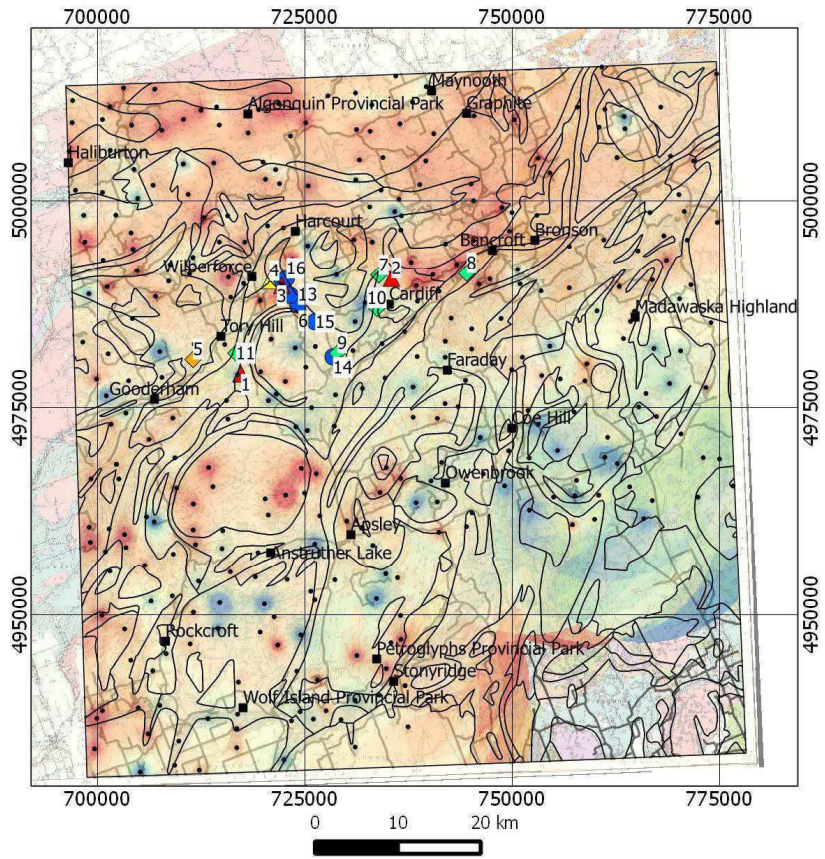 700000
725000
750000
775000
Maynooth
Algonquin Provincial Park
Graphite
Haliburton
5000000
5000000
Harcourt
Bronson
Bancroft
Wilberforce
4
16
7
2
8
3
13
10
Cardiff
Madawaska Highland
Tory Hill
6
15
5
11
9
14
Faraday
Gooderham
1
4975000
4975000
Coe Hill
Owenbrook
Apsley
Anstruther Lake
4950000
4950000
Rockcroft
Petroglyphs Provincial Park
Stonyridge
Wolf Island Provincial Park
700000
725000
750000
775000
0
10
20 km